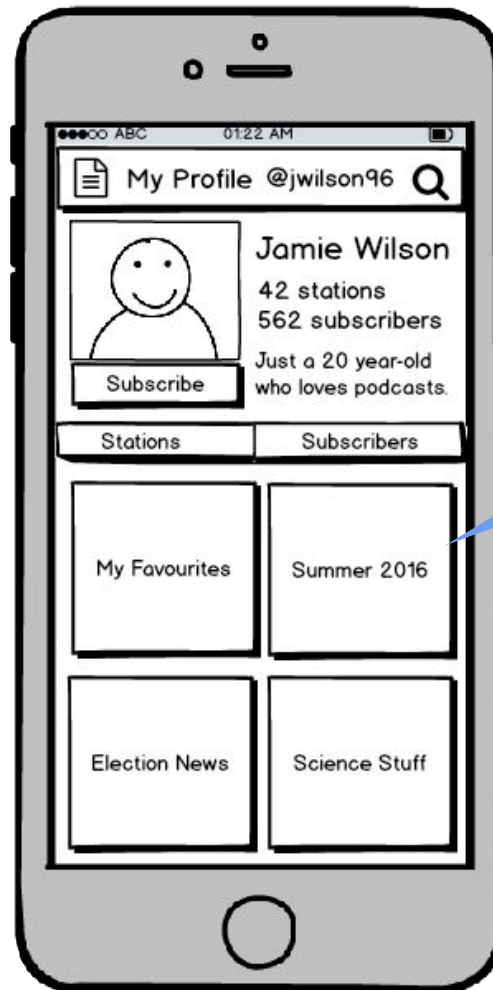 ABC 01:22 AM
My Profile @jwilson96
Jamie Wilson
42 stations
562 subscribers
Just a 20 year-old
who loves podcasts.
Subscribe
Stations Subscribers
My Favourites Summer 2016
Election News Science Stuff